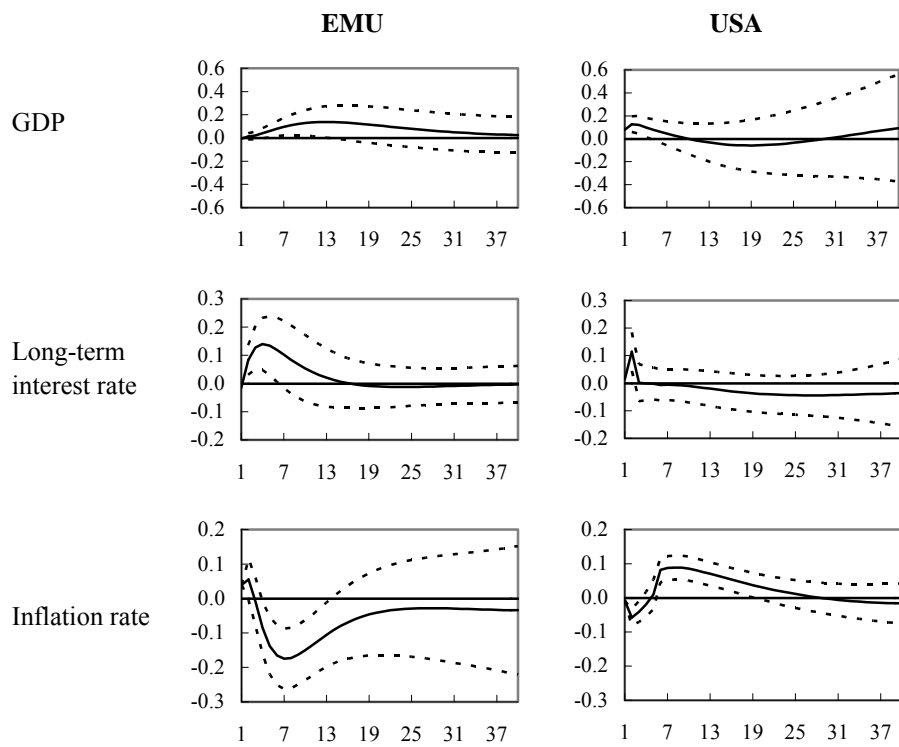 EMU USA
GDP
0.6 0.6
0.4 0.4
0.2 0.2
0.0 0.0
-0.2 -0.2
-0.4 -0.4
-0.6 -0.6
1 7 13 19 25 31 37 1 7 13 19 25 31 37
Long-term
interest rate
0.3 0.3
0.2 0.2
0.1 0.1
0.0 0.0
-0.1 -0.1
-0.2 -0.2
1 7 13 19 25 31 37 1 7 13 19 25 31 37
Inflation rate
0.2 0.2
0.1 0.1
0.0 0.0
-0.1 -0.1
-0.2 -0.2
-0.3 -0.3
1 7 13 19 25 31 37 1 7 13 19 25 31 37